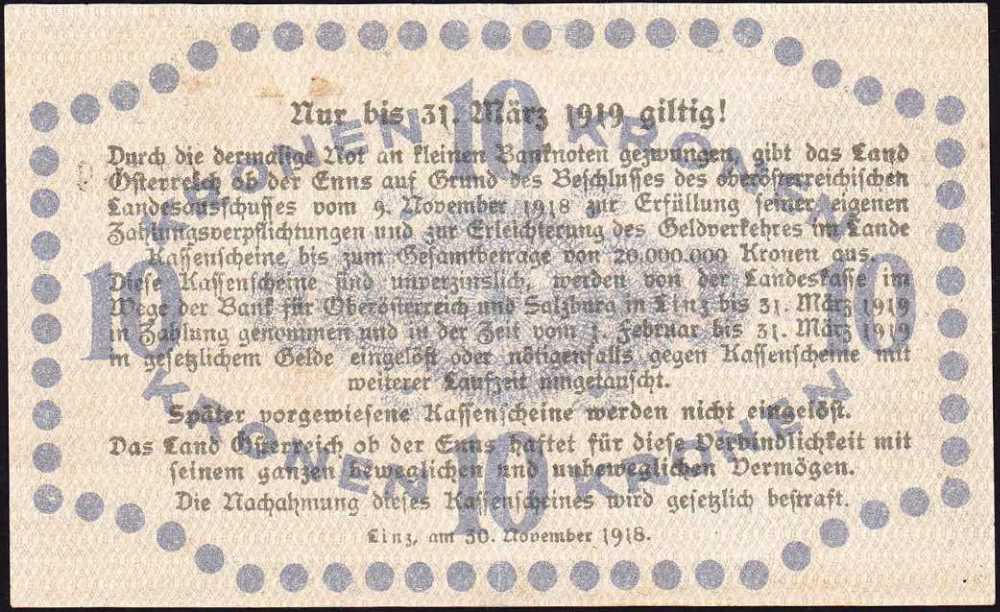 10
KRONEN KRONEN
Nur bis 31. März 1919 giltig!
Durch die dermalige Not an kleinen Banknoten gezwungen, gibt das Land
Österreich ob der Enns auf Grund des Beschlusses des oberösterreichischen
Landesausschusses vom 9. November 1918 zur Erfüllung seiner eigenen
Zahlungsverpflichtungen und zur Erleichterung des Geldverkehres im Lande
Kassenscheine bis zum Gesamtbetrage von 20.000.000 Kronen aus.
Diese Kassenscheine sind unverzinslich, werden von der Landeskasse im
Wege der Bank für Oberösterreich und Salzburg in Linz bis 31. März 1919
in Zahlung genommen und in der Zeit vom 1. Februar bis 31. März 1919
in gesetzlichem Gelde eingelöst oder nötigenfalls gegen Kassenscheine mit
weiterer Laufzeit umgetauscht.
10 10
Später vorgewiesene Kassenscheine werden nicht eingelöst.
Das Land Österreich ob der Enns haftet für diese Verbindlichkeit mit
seinem ganzen beweglichen und unbeweglichen Vermögen.
Die Nachahmung dieses Kassenscheines wird gesetzlich bestraft.
Linz, am 30. November 1918.
KRONEN KRONEN
10